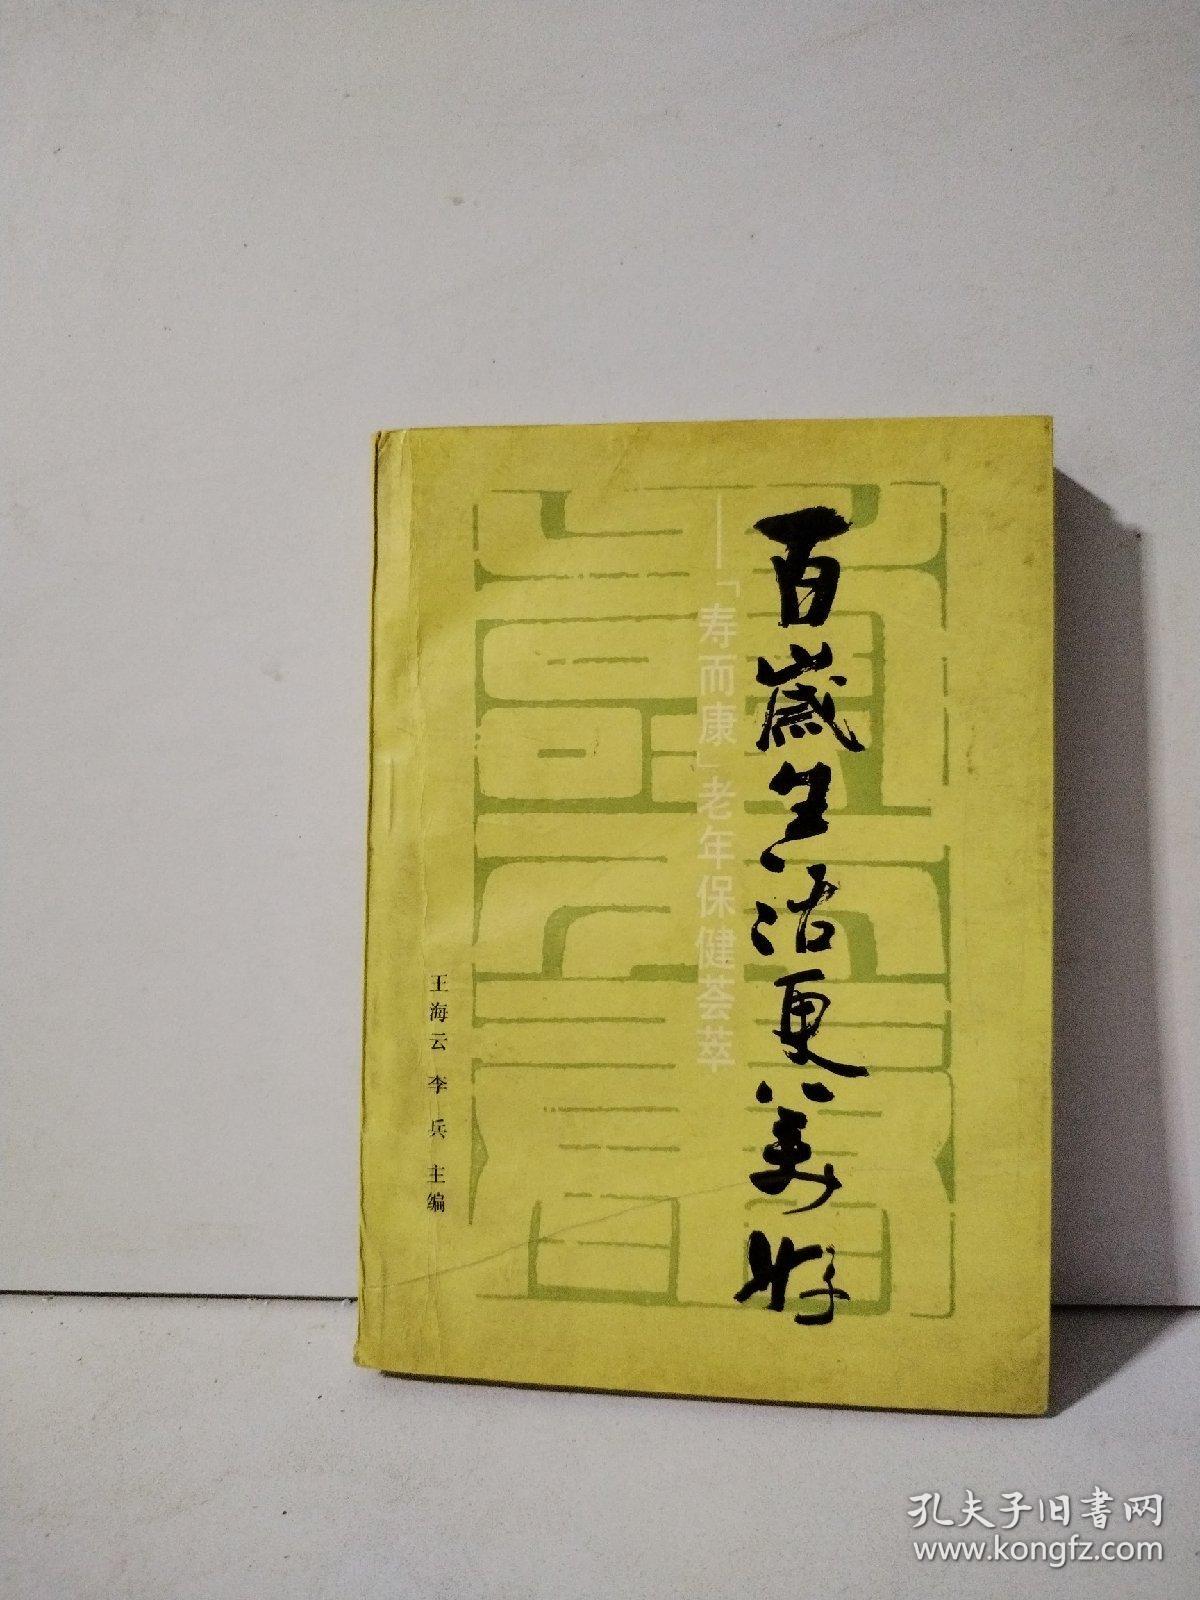 百歲生活更美好
——「寿而康」老年保健荟萃
王海云 李兵 主编
孔夫子旧书网
www.kongfz.com